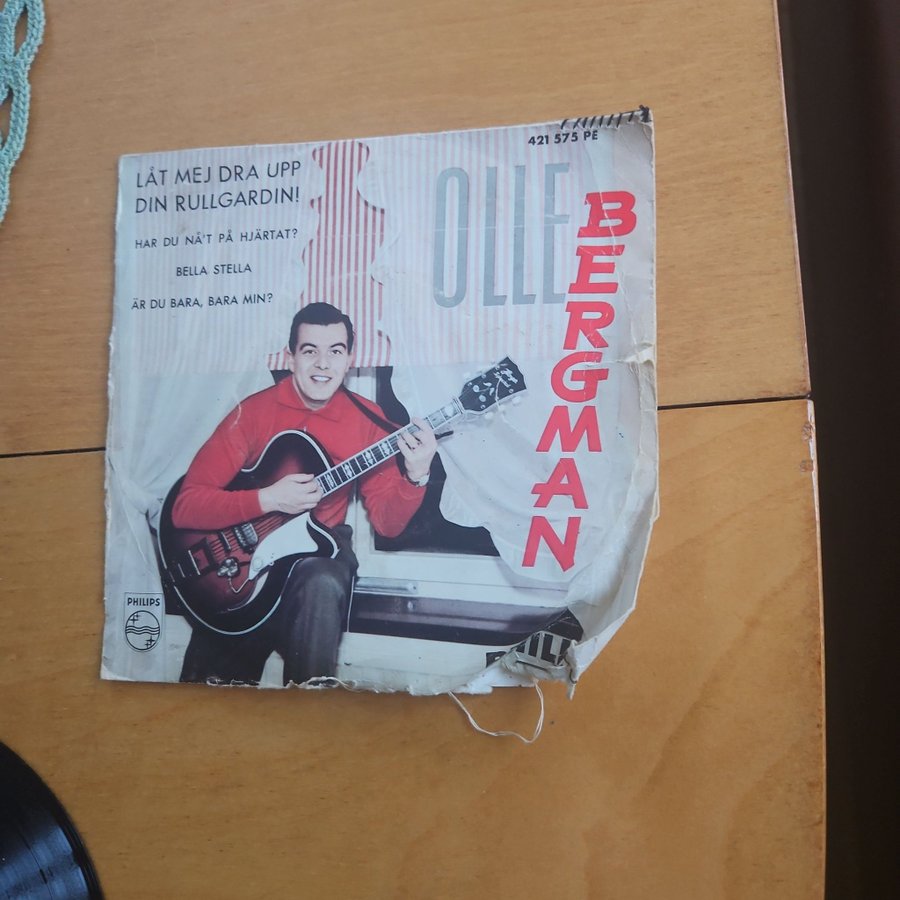 421 575 PE
LÅT MEJ DRA UPP
DIN RULLGARDIN!
HAR DU NÅ'T PÅ HJÄRTAT?
BELLA STELLA
ÄR DU BARA, BARA MIN?
OLLE
BERGMAN
PHILIPS